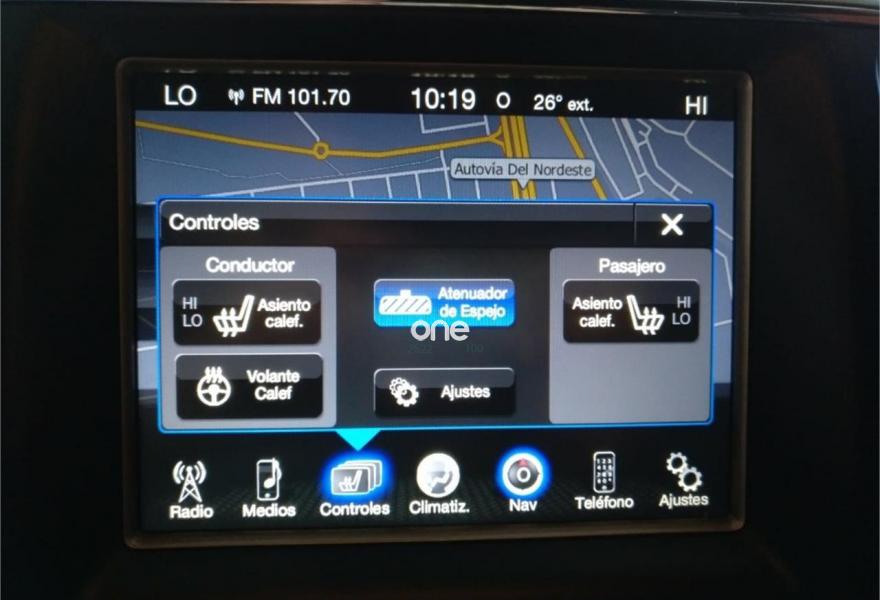 LO FM 101.70 10:19 O 26° ext. HI
Autovía Del Nordeste
Controles X
Conductor
Pasajero
HI
LO
Asiento
calef.
Atenuador
de Espejo
Asiento
calef.
HI
LO
one
Volante
Calef
Ajustes
Radio Medios Controles Climatiz. Nav Teléfono Ajustes